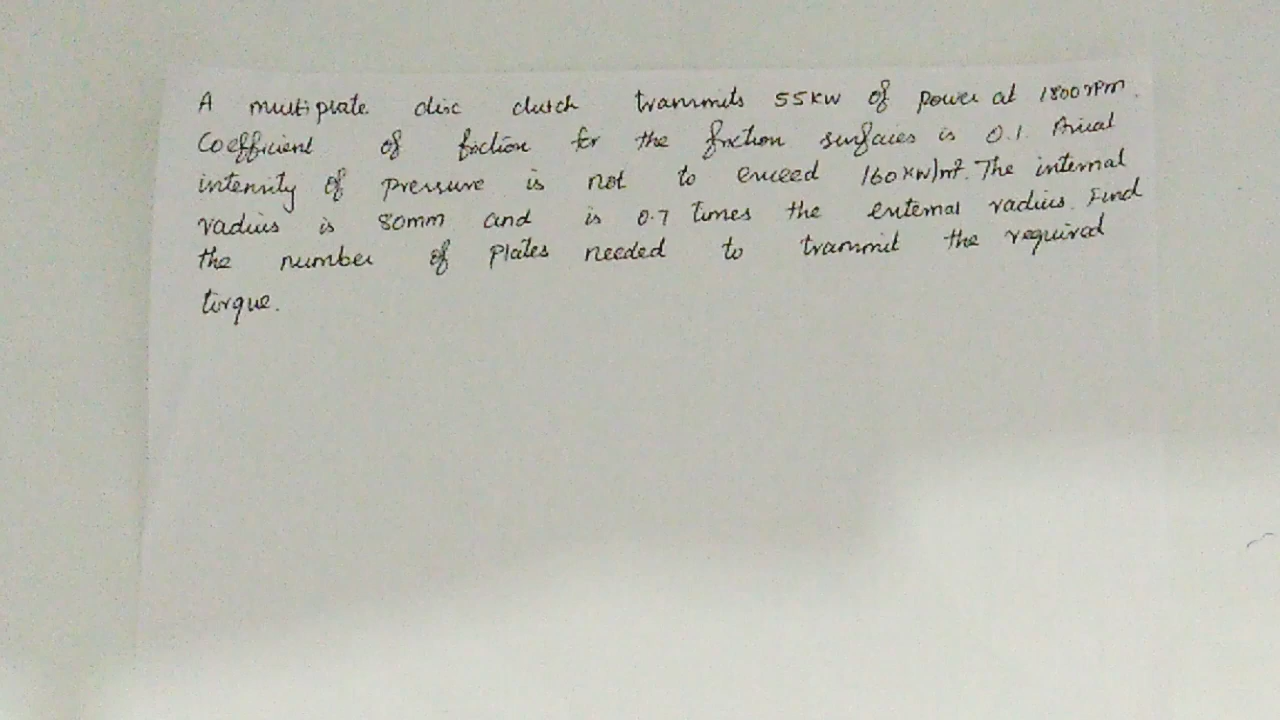 A multiplate disc clutch transmits 55KW of power at 1800rpm.
Coefficient of friction for the friction surfaces is 0.1. Axial
intensity of pressure is not to exceed 160KN/m². The internal
radius is 80mm and is 0.7 times the external radius. Find
the number of plates needed to transmit the required
torque.